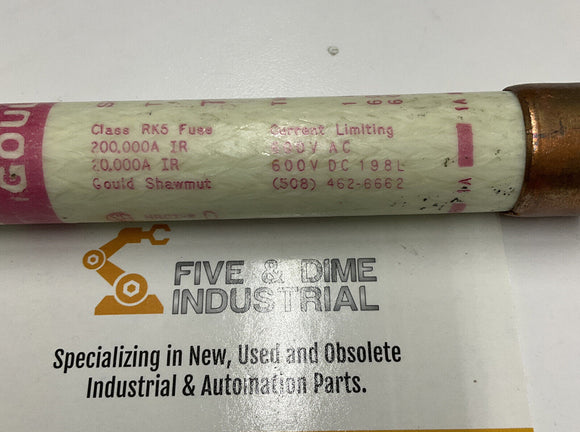 GOUL
Class RK5 Fuse Current Limiting
200,000A IR 600V AC
20,000A IR 600V DC 198L
Gould Shawmut (508) 462-6662
FIVE & DIME
INDUSTRIAL
Specializing in New, Used and Obsolete
Industrial & Automation Parts.